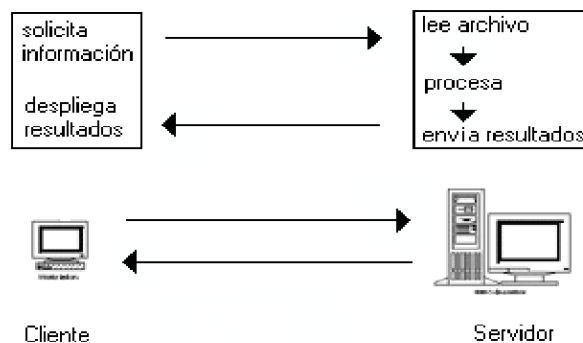 solicita
información
despliega
resultados
lee archivo
procesa
envia resultados
Cliente
Servidor